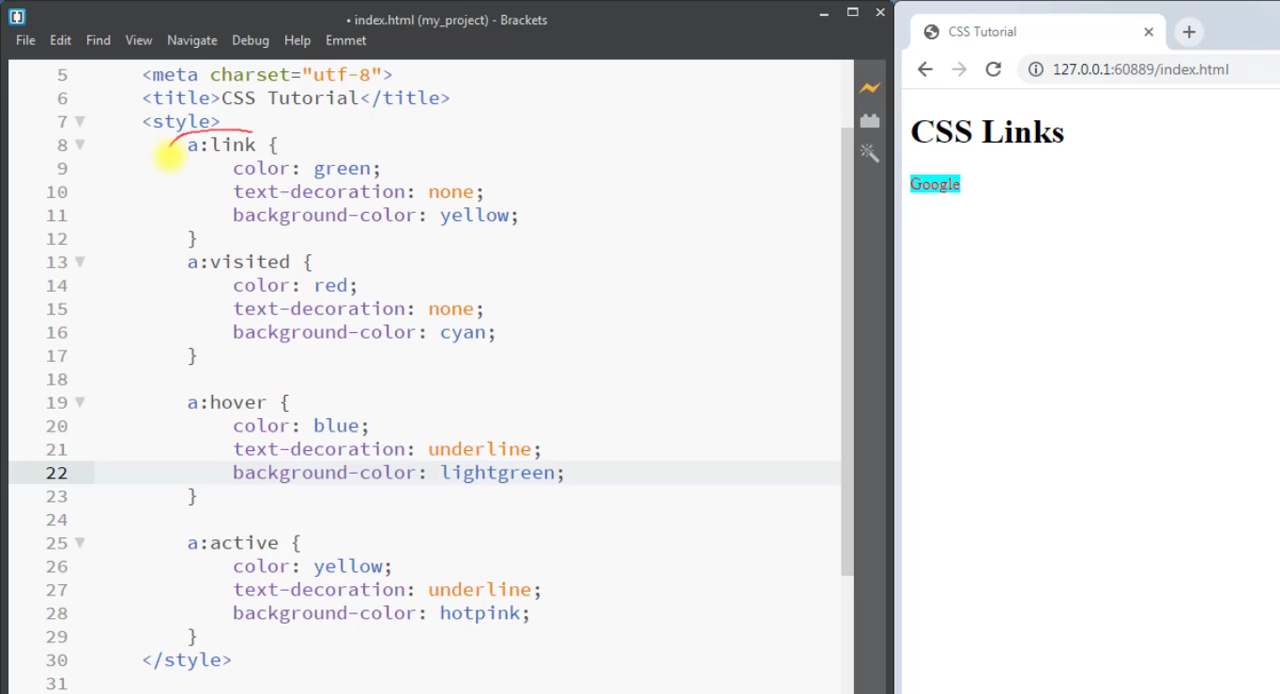 • index.html (my_project) - Brackets
File Edit Find View Navigate Debug Help Emmet
5 <meta charset="utf-8">
6 <title>CSS Tutorial</title>
7 <style>
8 a:link {
9 color: green;
10 text-decoration: none;
11 background-color: yellow;
12 }
13 a:visited {
14 color: red;
15 text-decoration: none;
16 background-color: cyan;
17 }
18
19 a:hover {
20 color: blue;
21 text-decoration: underline;
22 background-color: lightgreen;
23 }
24
25 a:active {
26 color: yellow;
27 text-decoration: underline;
28 background-color: hotpink;
29 }
30 </style>
31
CSS Tutorial
127.0.0.1:60889/index.html
CSS Links
Google